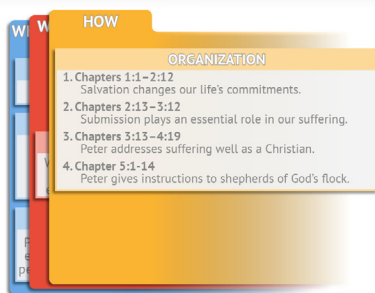 HOW
W
W
ORGANIZATION
1. Chapters 1:1–2:12
Salvation changes our life's commitments.
2. Chapters 2:13–3:12
Submission plays an essential role in our suffering.
3. Chapters 3:13–4:19
Peter addresses suffering well as a Christian.
4. Chapter 5:1-14
Peter gives instructions to shepherds of God's flock.